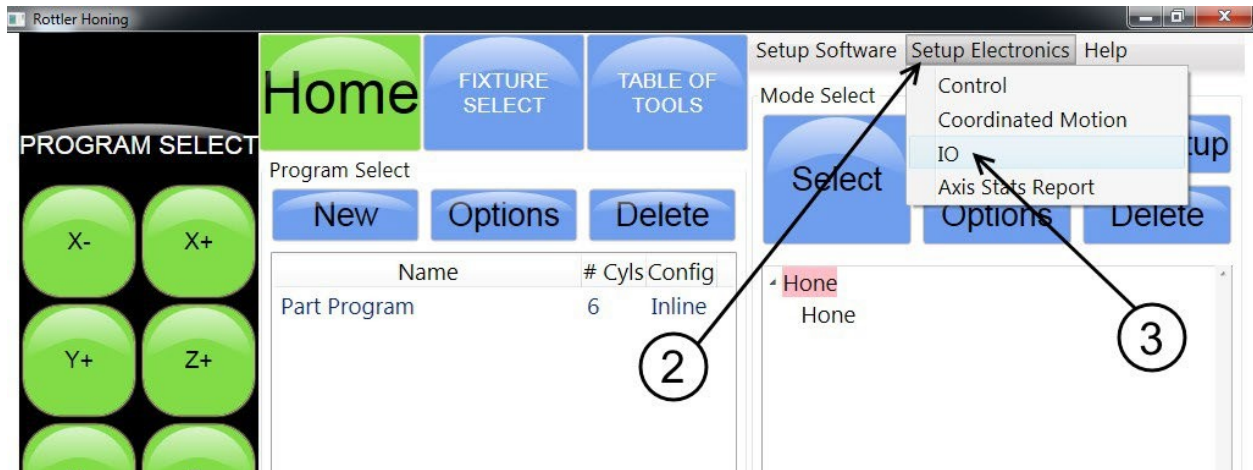 Rottler Honing
PROGRAM SELECT
X-
X+
Y+
Z+
Home
FIXTURE
SELECT
TABLE OF
TOOLS
Program Select
New
Options
Delete
Name
# Cyls
Config
Part Program
6
Inline
2
Setup Software
Setup Electronics
Help
Control
Coordinated Motion
IO
Axis Stats Report
Mode Select
Select
Options
Delete
Hone
Hone
3